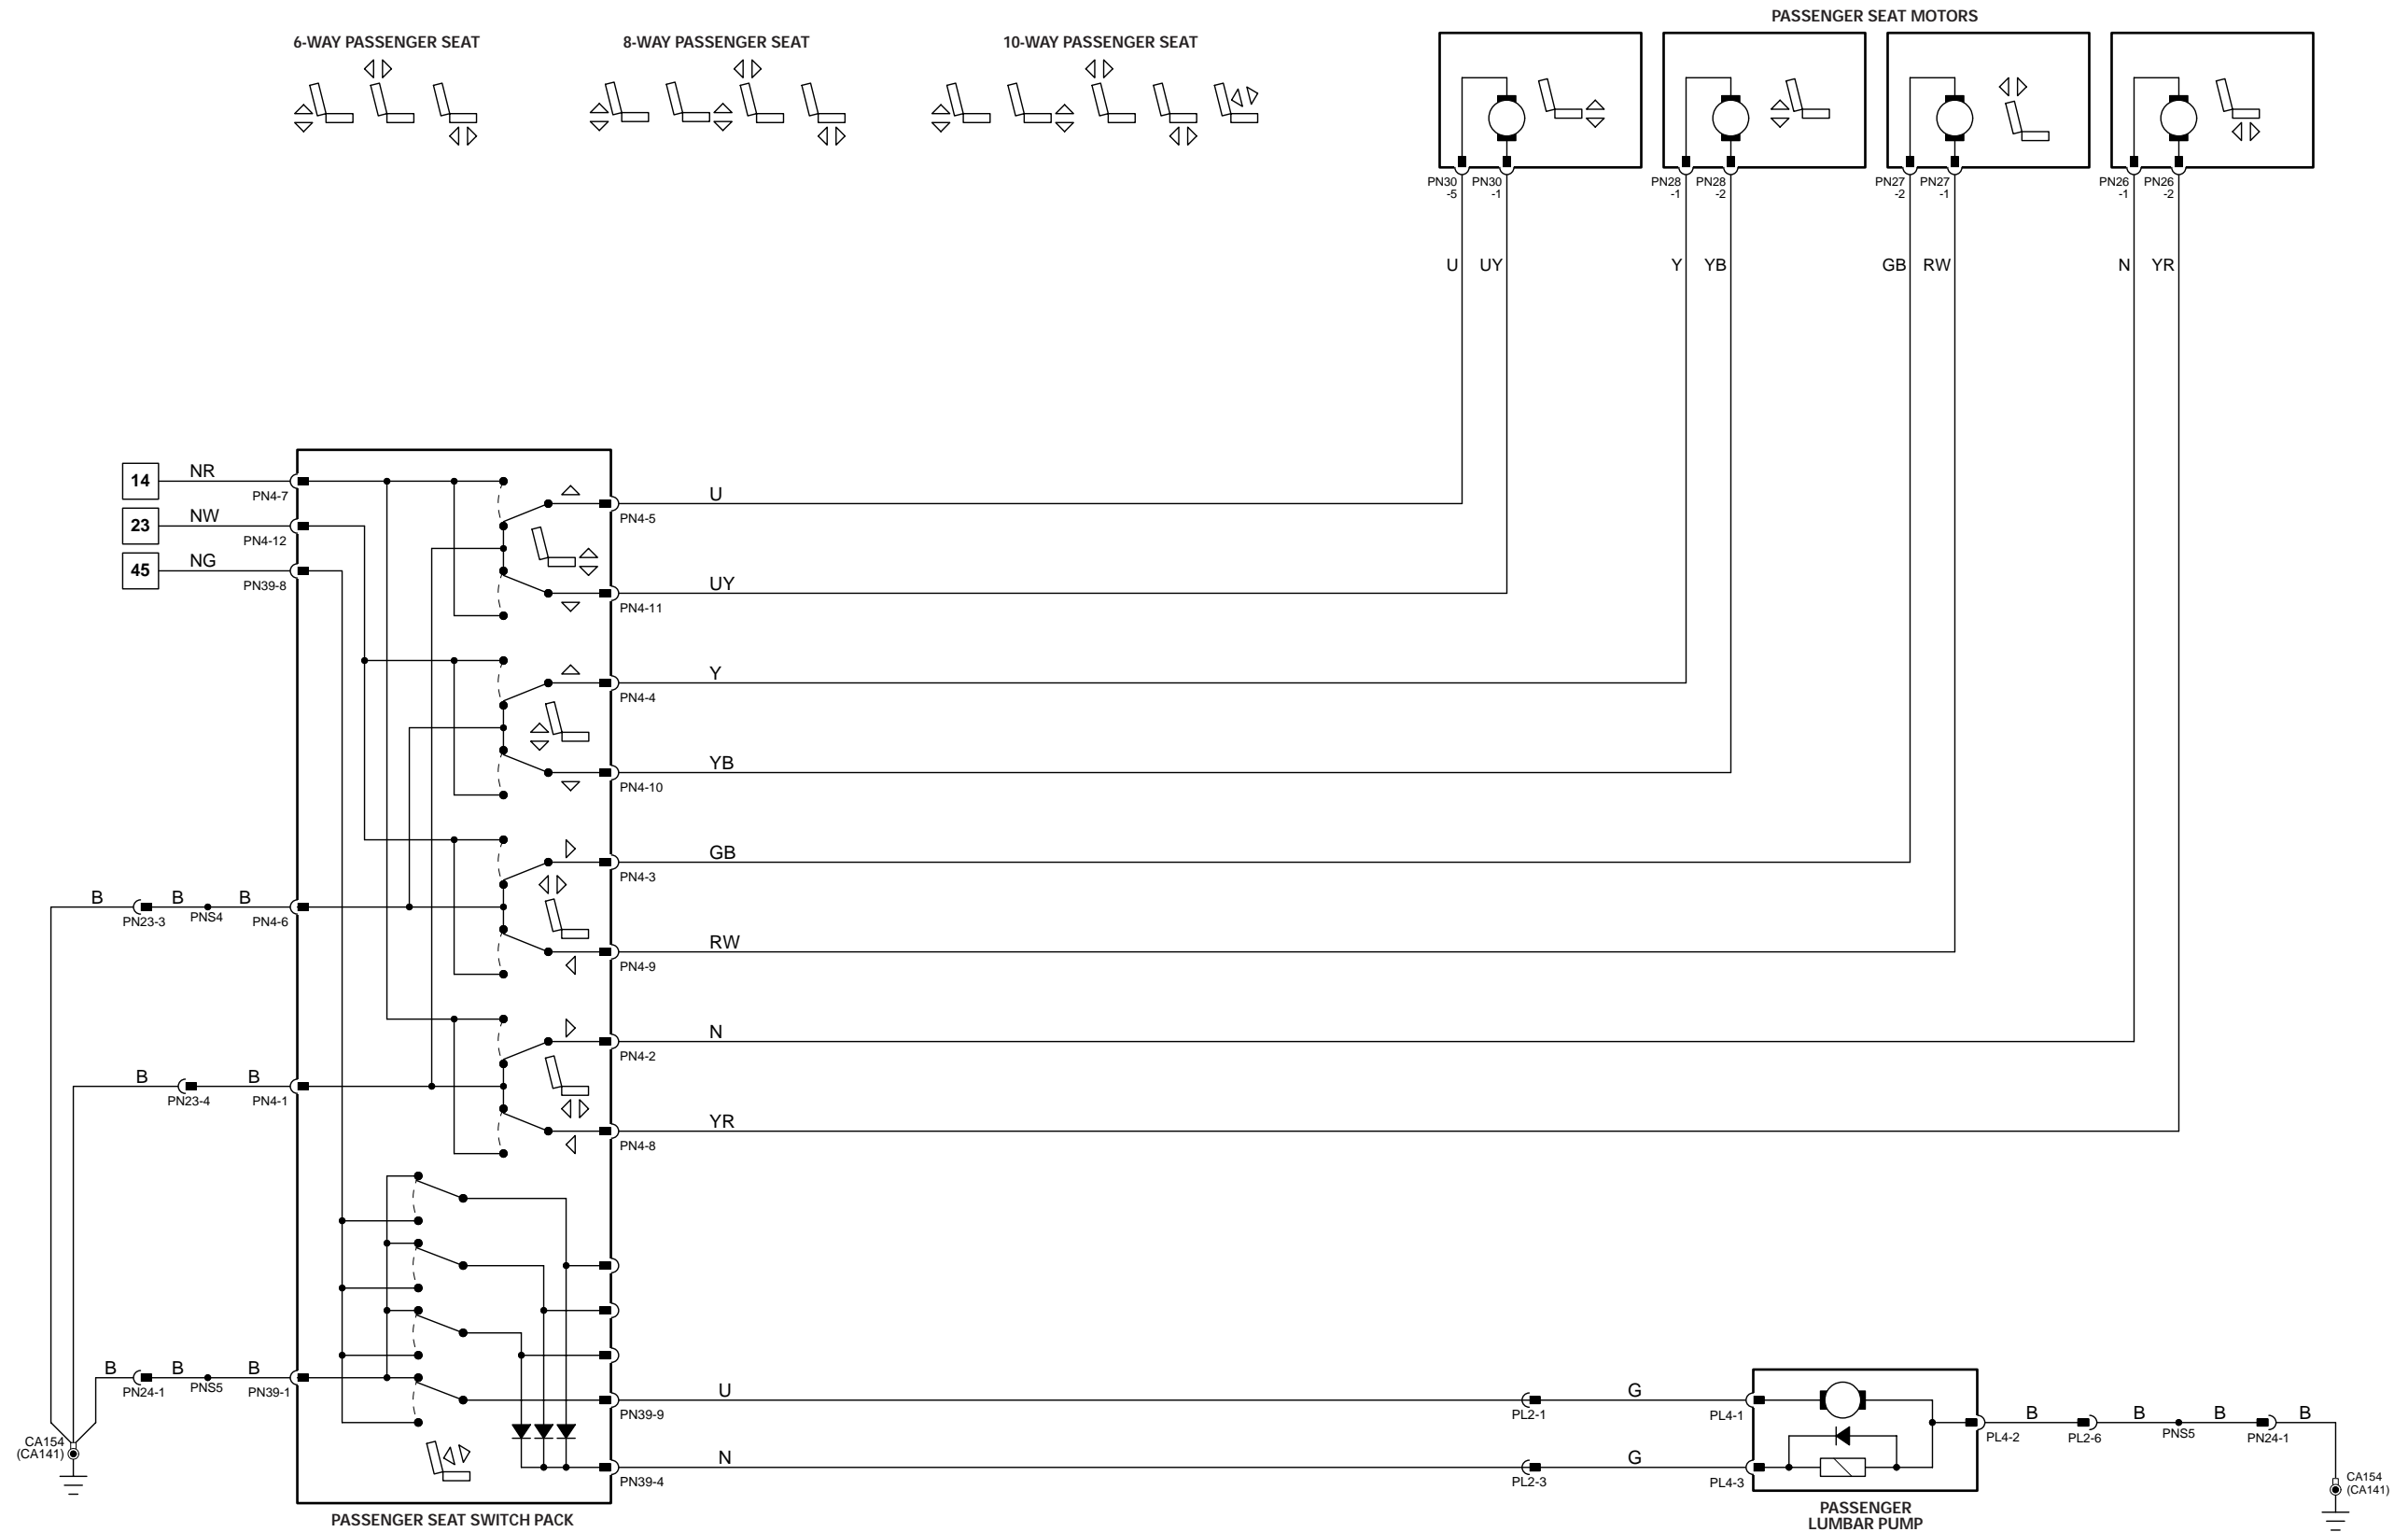 PASSENGER SEAT MOTORS
6-WAY PASSENGER SEAT
8-WAY PASSENGER SEAT
10-WAY PASSENGER SEAT
PN30 -5
PN30 -1
PN28 -1
PN28 -2
PN27 -2
PN27 -1
PN26 -1
PN26 -2
U
UY
Y
YB
GB
RW
N
YR
14
NR
PN4-7
23
NW
PN4-12
45
NG
PN39-8
U
PN4-5
UY
PN4-11
Y
PN4-4
YB
PN4-10
GB
PN4-3
B
PN23-3
B
PNS4
B
PN4-6
RW
PN4-9
N
PN4-2
B
PN23-4
B
PN4-1
YR
PN4-8
B
PN24-1
B
PNS5
B
PN39-1
U
PN39-9
PL2-1
G
PL4-1
N
PN39-4
PL2-3
G
PL4-3
PL4-2
B
PL2-6
B
PNS5
B
PN24-1
B
CA154
(CA141)
CA154
(CA141)
PASSENGER SEAT SWITCH PACK
PASSENGER
LUMBAR PUMP